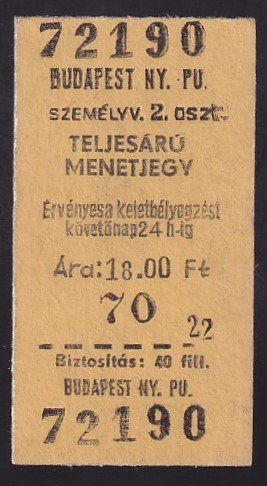 72190
BUDAPEST NY. PU.
SZEMÉLYV. 2. OSZT.
TELJESÁRÚ
MENETJEGY
Érvényes a keletbélyegzést
követőnap 24 h-ig
Ára: 18.00 Ft
70
22
Biztosítás: 40 fill.
BUDAPEST NY. PU.
72190